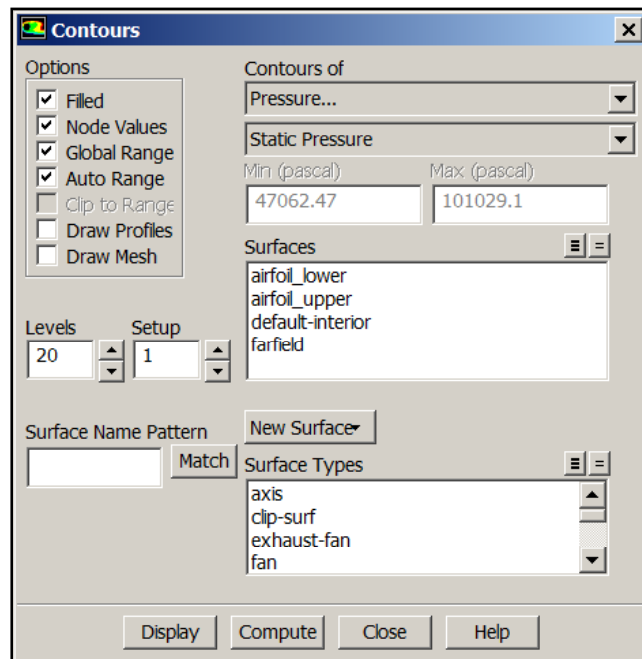 Contours
Options
Filled
Node Values
Global Range
Auto Range
Clip to Range
Draw Profiles
Draw Mesh
Levels Setup
20 1
Surface Name Pattern
Match
Contours of
Pressure...
Static Pressure
Min (pascal) Max (pascal)
47062.47 101029.1
Surfaces
airfoil_lower
airfoil_upper
default-interior
farfield
New Surface
Surface Types
axis
clip-surf
exhaust-fan
fan
Display Compute Close Help